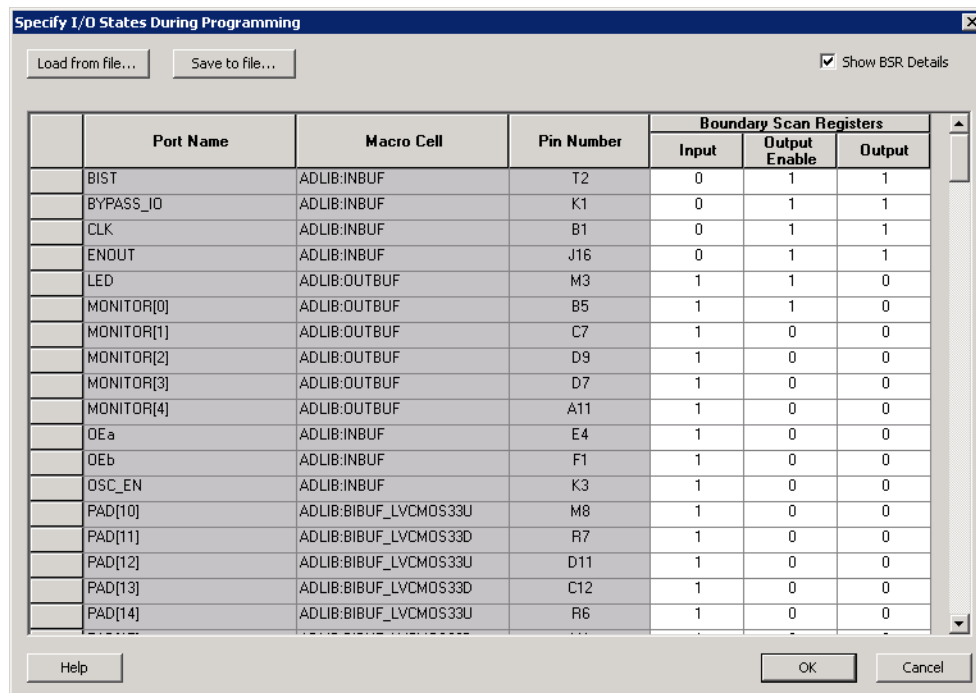 Specify I/O States During Programming
Load from file... Save to file... Show BSR Details
Boundary Scan Registers
Port Name Macro Cell Pin Number Input Output Enable Output
BIST ADLIB:INBUF T2 0 1 1
BYPASS_IO ADLIB:INBUF K1 0 1 1
CLK ADLIB:INBUF B1 0 1 1
ENOUT ADLIB:INBUF J16 0 1 1
LED ADLIB:OUTBUF M3 1 1 0
MONITOR[0] ADLIB:OUTBUF B5 1 1 0
MONITOR[1] ADLIB:OUTBUF C7 1 0 0
MONITOR[2] ADLIB:OUTBUF D9 1 0 0
MONITOR[3] ADLIB:OUTBUF D7 1 0 0
MONITOR[4] ADLIB:OUTBUF A11 1 0 0
OEa ADLIB:INBUF E4 1 0 0
OEb ADLIB:INBUF F1 1 0 0
OSC_EN ADLIB:INBUF K3 1 0 0
PAD[10] ADLIB:BIBUF_LVCMOS33U M8 1 0 0
PAD[11] ADLIB:BIBUF_LVCMOS33D R7 1 0 0
PAD[12] ADLIB:BIBUF_LVCMOS33U D11 1 0 0
PAD[13] ADLIB:BIBUF_LVCMOS33D C12 1 0 0
PAD[14] ADLIB:BIBUF_LVCMOS33U R6 1 0 0
Help OK Cancel